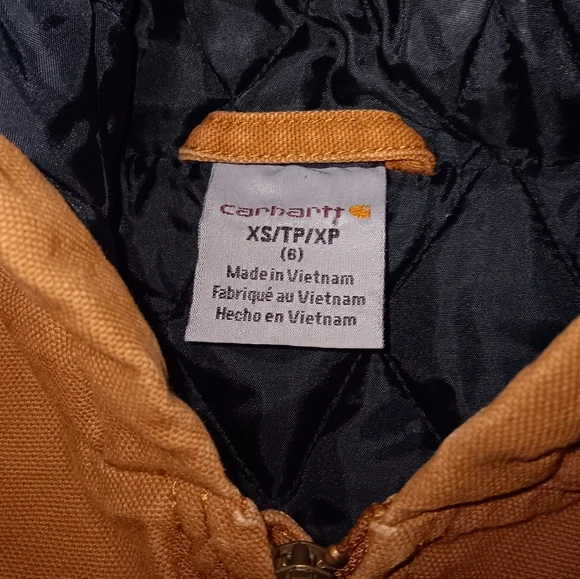 carhartt
XS/TP/XP
(6)
Made in Vietnam
Fabriqué au Vietnam
Hecho en Vietnam